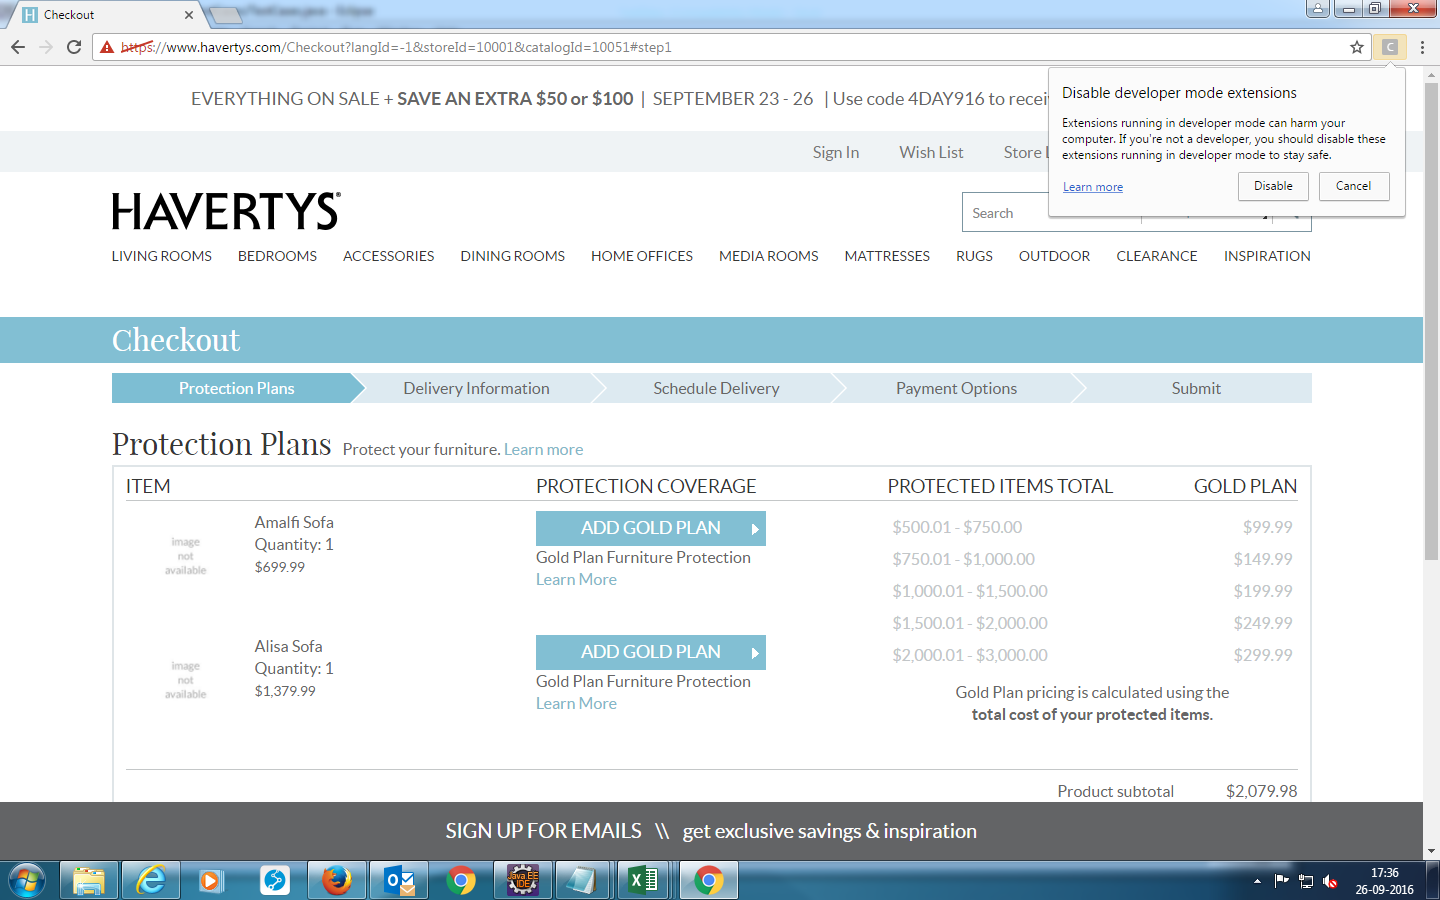 Checkout
https://www.havertys.com/Checkout?langId=-1&storeId=10001&catalogId=10051#step1
C
Disable developer mode extensions
Extensions running in developer mode can harm your
computer. If you're not a developer, you should disable these
extensions running in developer mode to stay safe.
Learn more
Disable
Cancel
EVERYTHING ON SALE + SAVE AN EXTRA $50 or $100 | SEPTEMBER 23 - 26 | Use code 4DAY916 to
Sign In
Wish List
Store
HAVERTYS
Search
LIVING ROOMS
BEDROOMS
ACCESSORIES
DINING ROOMS
HOME OFFICES
MEDIA ROOMS
MATTRESSES
RUGS
OUTDOOR
CLEARANCE
INSPIRATION
Checkout
Protection Plans
Delivery Information
Schedule Delivery
Payment Options
Submit
Protection Plans Protect your furniture. Learn more
ITEM
PROTECTION COVERAGE
PROTECTED ITEMS TOTAL
GOLD PLAN
image
not
available
Amalfi Sofa
Quantity: 1
$699.99
ADD GOLD PLAN
Gold Plan Furniture Protection
Learn More
image
not
available
Alisa Sofa
Quantity: 1
$1,379.99
ADD GOLD PLAN
Gold Plan Furniture Protection
Learn More
$500.01 - $750.00 $99.99
$750.01 - $1,000.00 $149.99
$1,000.01 - $1,500.00 $199.99
$1,500.01 - $2,000.00 $249.99
$2,000.01 - $3,000.00 $299.99
Gold Plan pricing is calculated using the
total cost of your protected items.
Product subtotal $2,079.98
SIGN UP FOR EMAILS \\ get exclusive savings & inspiration
Java EE
IDE
17:36
26-09-2016